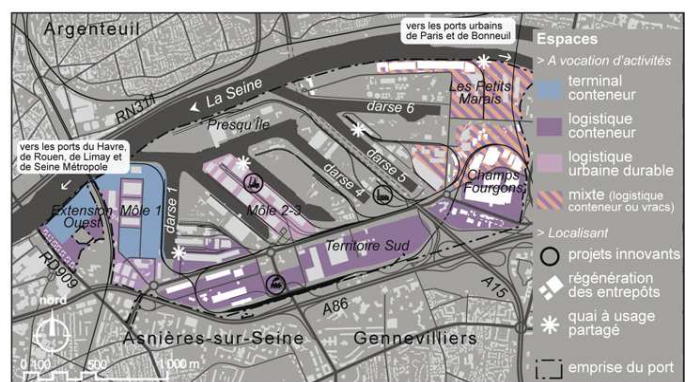 Argenteuil
vers les ports urbains
de Paris et de Bonneuil
RN311
La Seine
Les Petits
Marais
darse 6
Presqu'île
vers les ports du Havre,
de Rouen, de Limay et
de Seine Métropole
darse 5
darse 4
Champs
Fourgons
Extension
Ouest
Môle 1
darse 1
Môle 2-3
Territoire Sud
RD909
A86
A15
nord
Asnières-sur-Seine
Gennevilliers
0 100 500 1 000 m
Espaces
> A vocation d'activités
terminal
conteneur
logistique
conteneur
logistique
urbaine durable
mixte (logistique
conteneur ou vracs)
> Localisant
projets innovants
régénération
des entrepôts
quai à usage
partagé
emprise du port